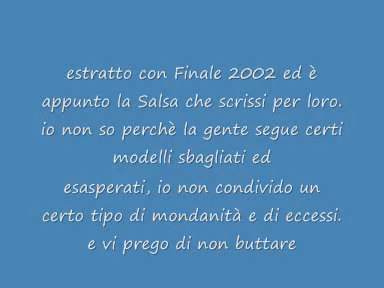 estratto con Finale 2002 ed è
appunto la Salsa che scrissi per loro.
io non so perchè la gente segue certi
modelli sbagliati ed
esasperati, io non condivido un
certo tipo di mondanità e di eccessi.
e vi prego di non buttare